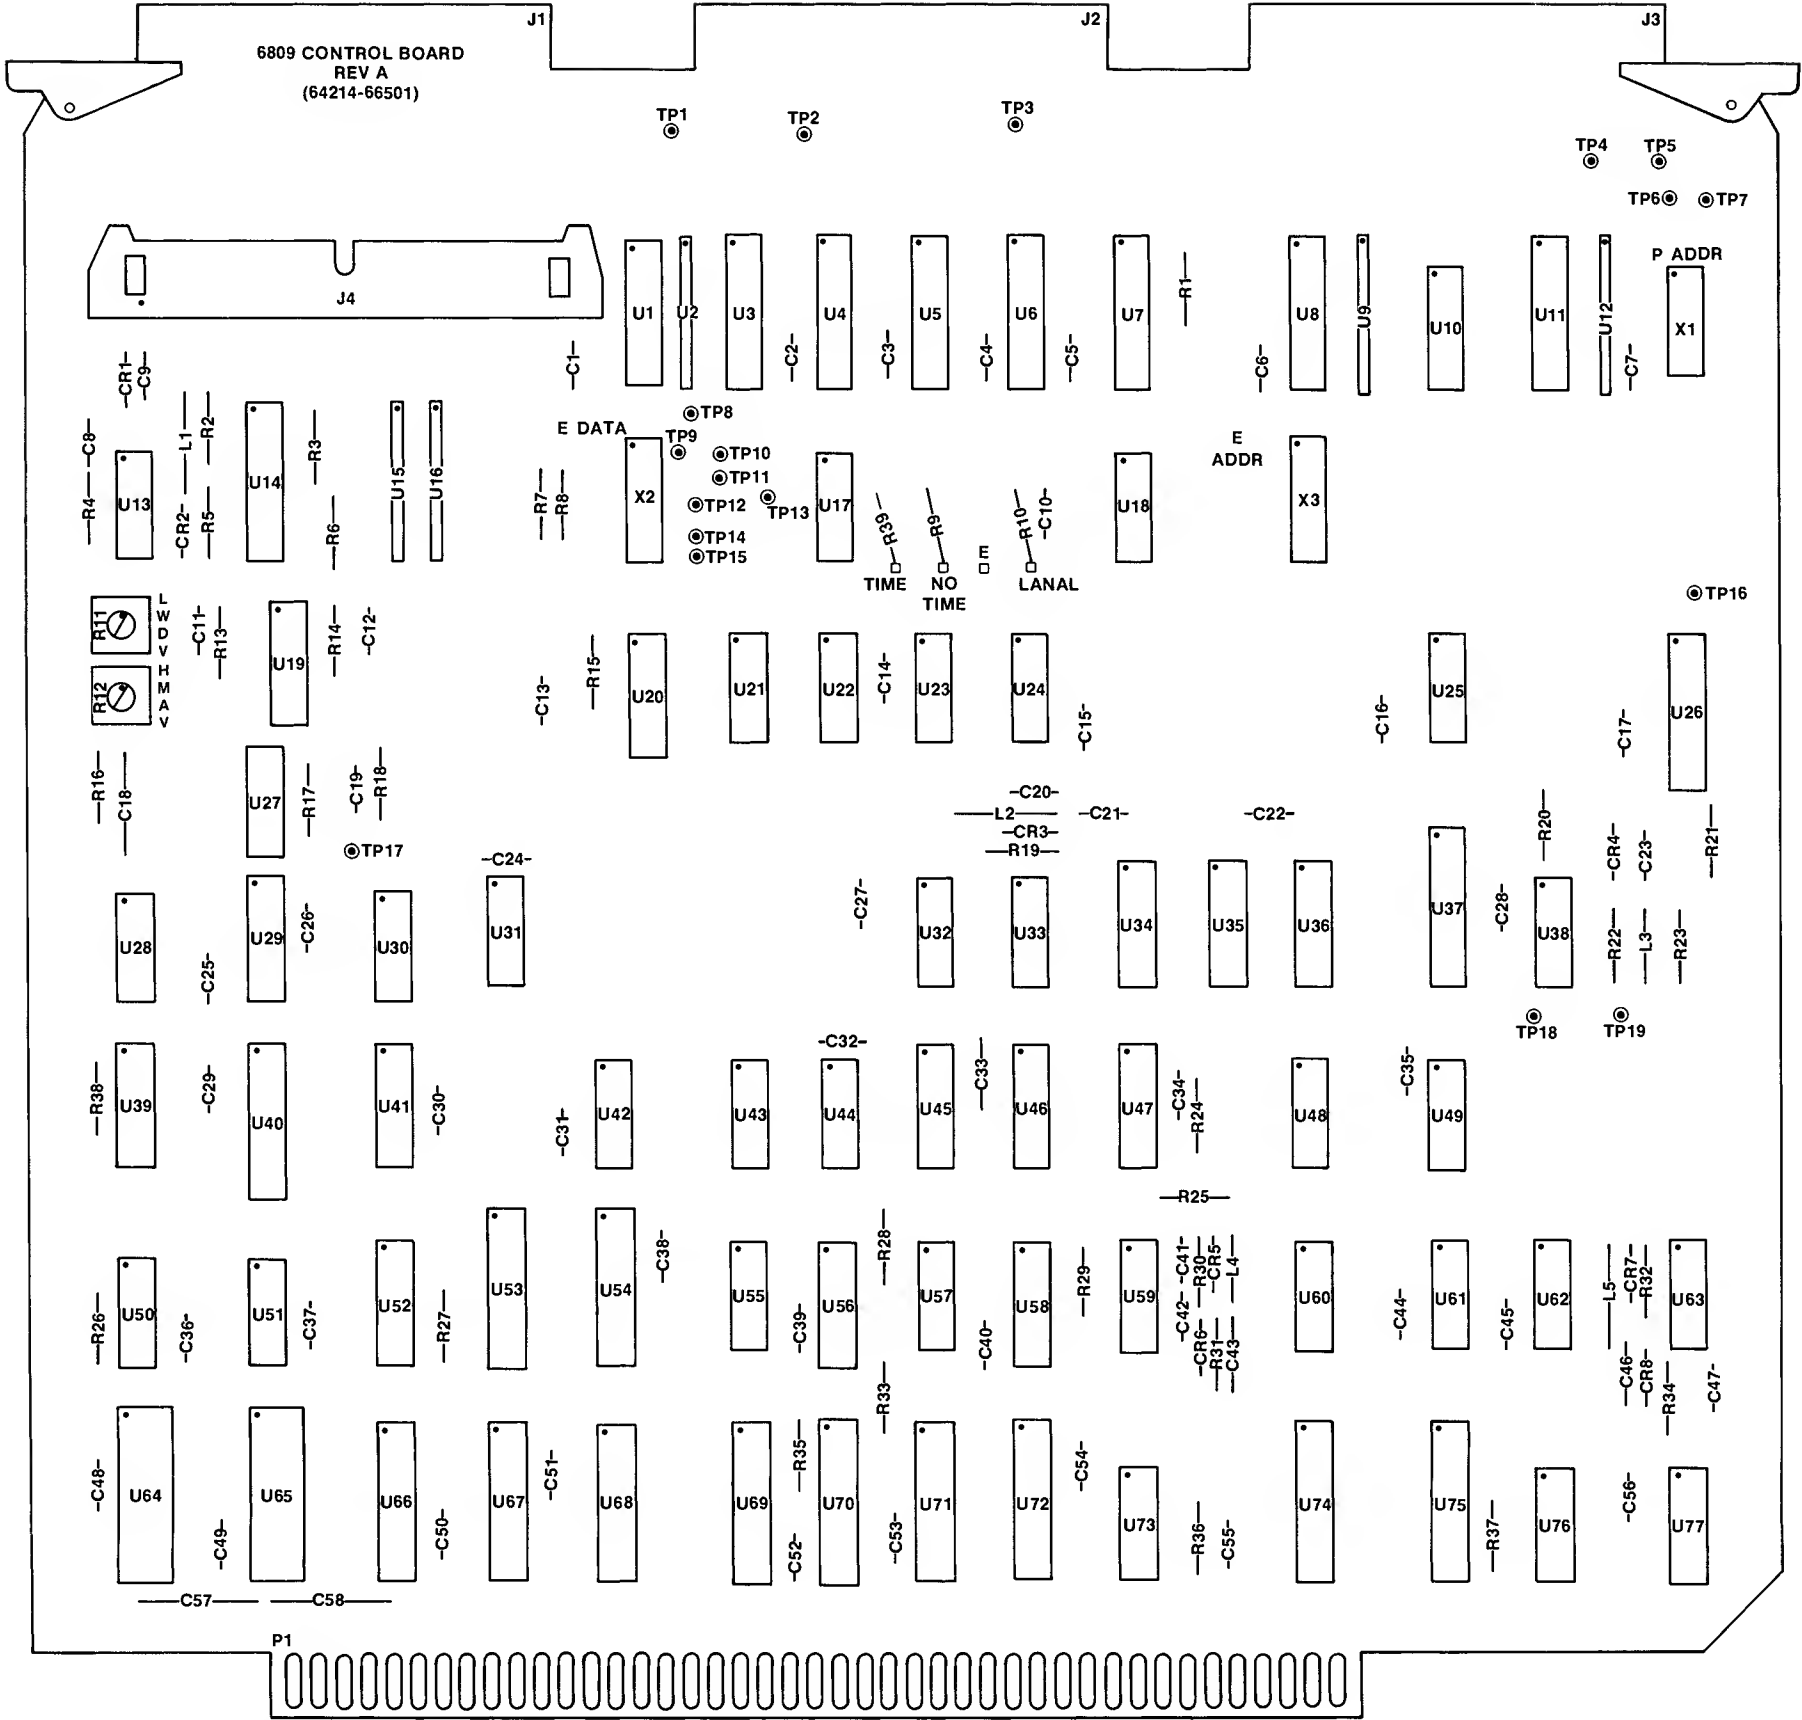 J1
J2
J3
6809 CONTROL BOARD
REV A
(64214-66501)
TP1
TP2
TP3
TP4
TP5
TP6
TP7
P ADDR
J4
U1
U2
U3
U4
U5
U6
U7
R1
U8
U9
U10
U11
U12
X1
C1
C2
C3
C4
C5
C6
C7
CR1
C9
C8
L1
R2
U14
R3
U15
U16
E DATA
TP8
TP9
TP10
TP11
TP12
TP13
TP14
TP15
R4
U13
CR2
R5
R6
R7
R8
X2
U17
R39
R9
R10
C10
U18
E
ADDR
X3
E
TIME
NO
TIME
LANAL
TP16
R11
L
W
D
V
R12
H
M
A
V
C11
R13
U19
R14
C12
C13
R15
U20
U21
U22
C14
U23
U24
C15
C16
U25
C17
U26
R16
C18
U27
R17
C19
R18
TP17
C20
L2
C21
C22
CR3
R19
R20
CR4
C23
R21
C24
U28
C25
U29
C26
U30
U31
C27
U32
U33
U34
U35
U36
U37
C28
U38
R22
L3
R23
TP18
TP19
R38
U39
C29
U40
U41
C30
C31
U42
U43
C32
U44
U45
C33
U46
U47
C34
R24
U48
C35
U49
R25
R26
U50
C36
U51
C37
U52
R27
U53
U54
C38
U55
C39
U56
R28
U57
C40
U58
R29
U59
C41
R30
CR5
L4
C42
CR6
R31
C43
U60
C44
U61
C45
U62
L5
CR7
R32
U63
R33
C46
CR8
R34
C47
C48
U64
C49
U65
U66
C50
U67
C51
U68
U69
R35
C52
U70
C53
U71
U72
C54
U73
R36
C55
U74
U75
R37
U76
C56
U77
C57
C58
P1